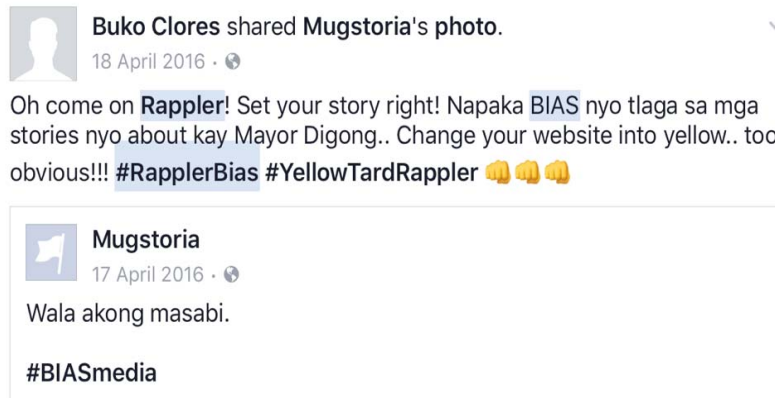 Buko Clores shared Mugstoria's photo.
18 April 2016 ·
Oh come on Rappler! Set your story right! Napaka BIAS nyo tlaga sa mga
stories nyo about kay Mayor Digong.. Change your website into yellow.. too
obvious!!! #RapplerBias #YellowTardRappler 👊👊👊
Mugstoria
17 April 2016 ·
Wala akong masabi.
#BIASmedia